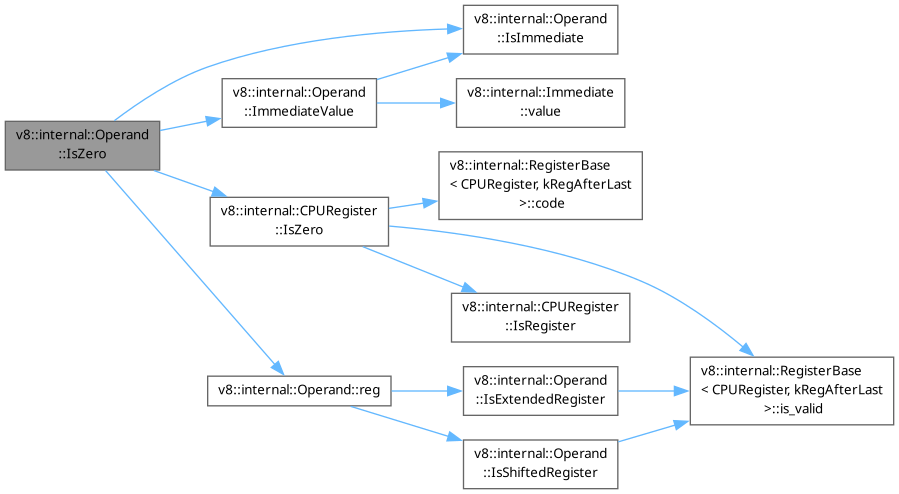 v8::internal::Operand
::IsZero
v8::internal::Operand
::IsImmediate
v8::internal::Operand
::ImmediateValue
v8::internal::Immediate
::value
v8::internal::CPURegister
::IsZero
v8::internal::RegisterBase
< CPURegister, kRegAfterLast
>::code
v8::internal::CPURegister
::IsRegister
v8::internal::RegisterBase
< CPURegister, kRegAfterLast
>::is_valid
v8::internal::Operand::reg
v8::internal::Operand
::IsExtendedRegister
v8::internal::Operand
::IsShiftedRegister